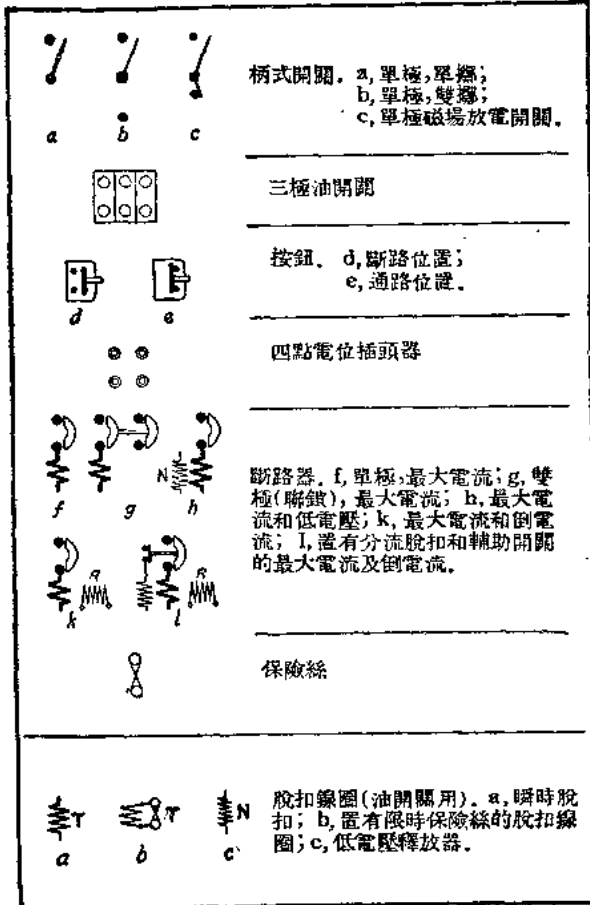 a b c
柄式開關. a,單極,單擲;
b,單極,雙擲;
c,單極磁場放電開關.
三極油開關
按鈕. d,斷路位置;
e,通路位置.
d e
四點電位插頭器
N
f g h
斷路器. f,單極,最大電流;g,雙
極(聯鎖), 最大電流; h,最大電
流和低電壓; k,最大電流和倒電
流; l,置有分流脫扣和輔助開關
的最大電流及倒電流.
R R
k l
保險絲
T T N
a b c
脫扣線圈(油開關用). a,瞬時脫
扣; b,置有限時保險絲的脫扣線
圈;c,低電壓釋放器.